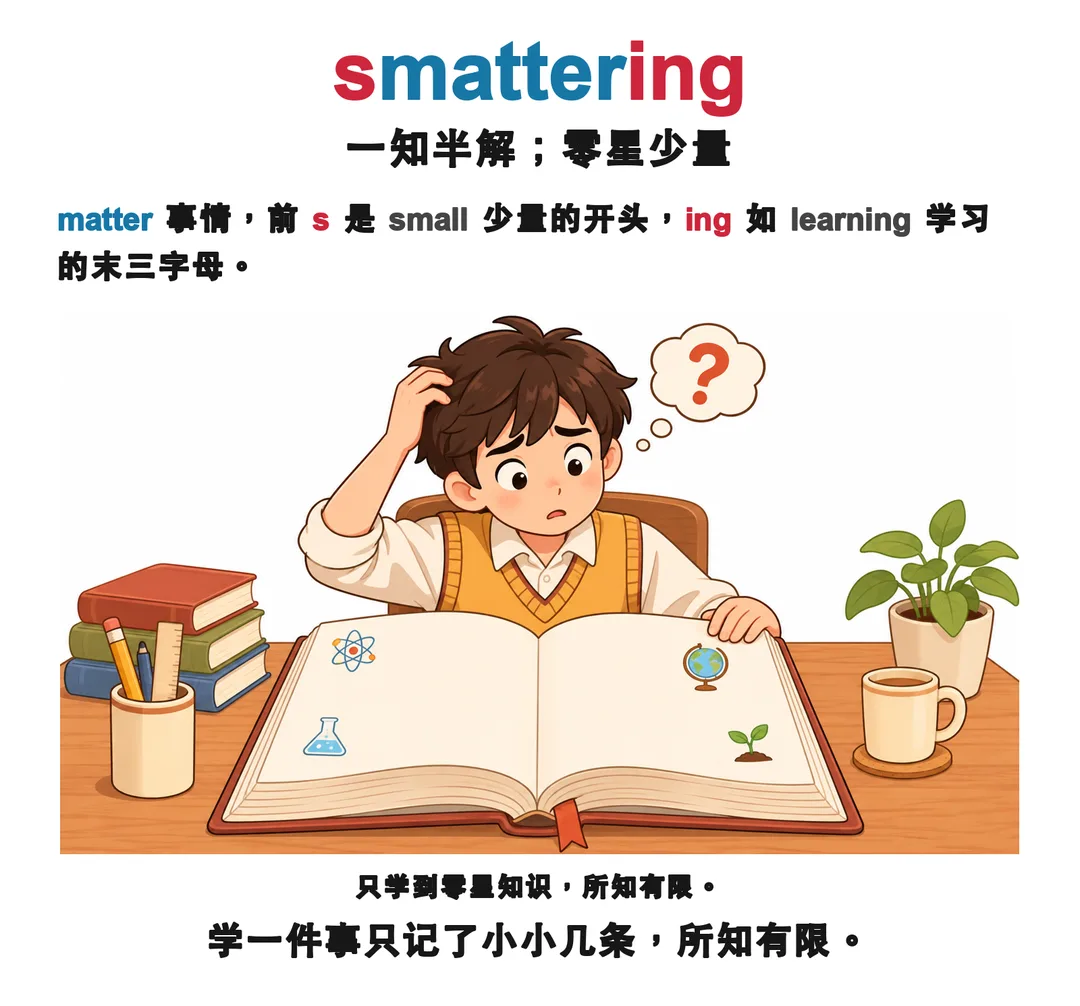 smattering
一知半解；零星少量
matter 事情，前 s 是 small 少量的开头，ing 如 learning 学习
的末三字母。
?
只学到零星知识，所知有限。
学一件事只记了小小几条，所知有限。